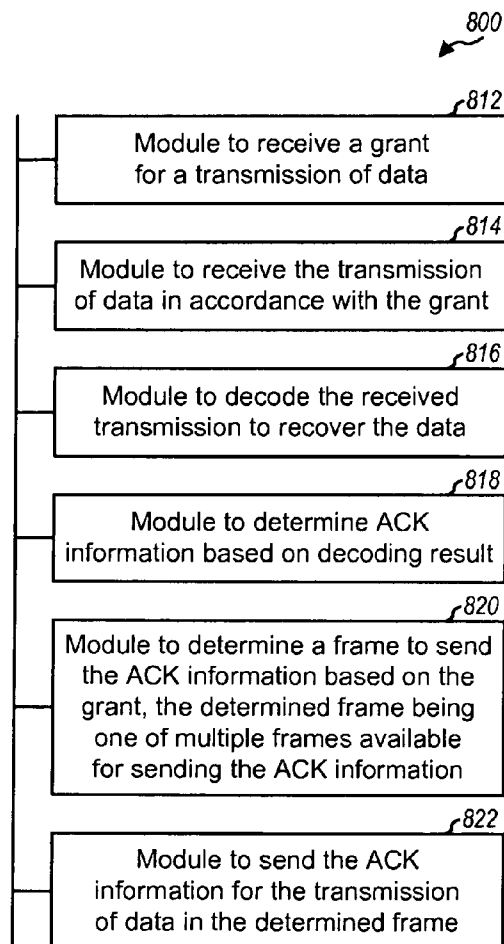 800
812
Module to receive a grant
for a transmission of data
814
Module to receive the transmission
of data in accordance with the grant
816
Module to decode the received
transmission to recover the data
818
Module to determine ACK
information based on decoding result
820
Module to determine a frame to send
the ACK information based on the
grant, the determined frame being
one of multiple frames available
for sending the ACK information
822
Module to send the ACK
information for the transmission
of data in the determined frame